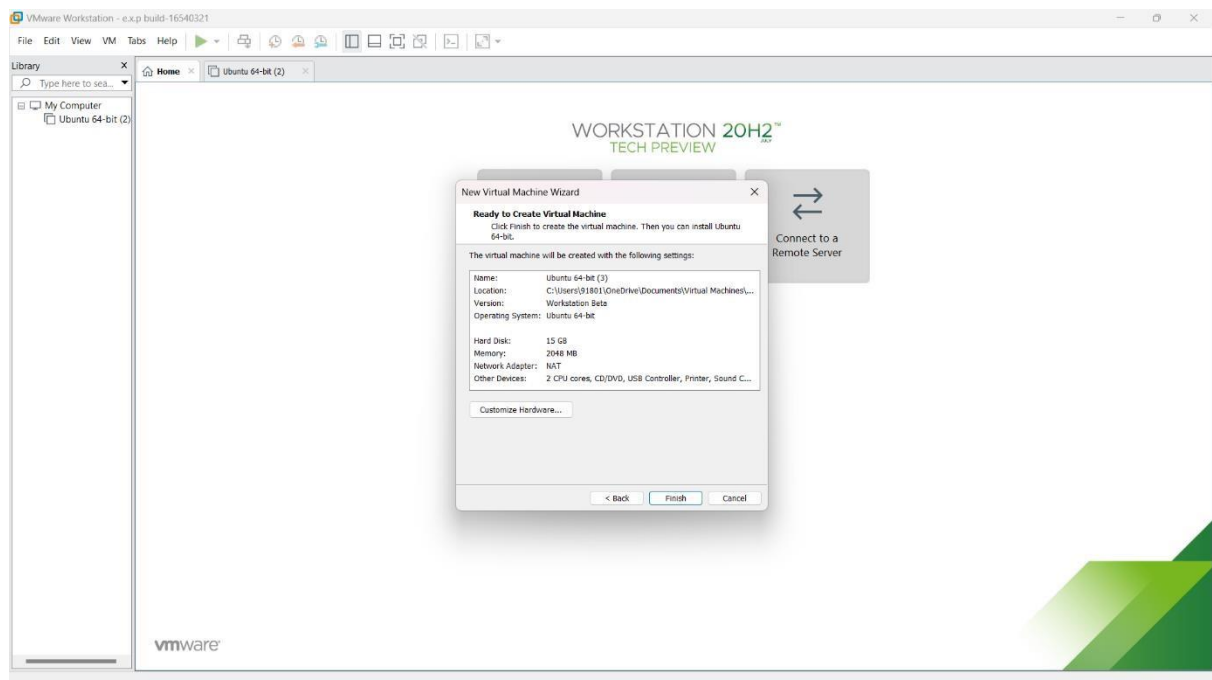 VMware Workstation - e.x.p build-16540321
File Edit View VM Tabs Help
Library X
Type here to sea...
My Computer
Ubuntu 64-bit (2)
Home
Ubuntu 64-bit (2)
WORKSTATION 20H2™
TECH PREVIEW
New Virtual Machine Wizard
Ready to Create Virtual Machine
Click Finish to create the virtual machine. Then you can install Ubuntu
64-bit.
The virtual machine will be created with the following settings:
Name: Ubuntu 64-bit (3)
Location: C:\Users\91801\OneDrive\Documents\Virtual Machines\,...
Version: Workstation Beta
Operating System: Ubuntu 64-bit
Hard Disk: 15 GB
Memory: 2048 MB
Network Adapter: NAT
Other Devices: 2 CPU cores, CD/DVD, USB Controller, Printer, Sound C...
Customize Hardware...
< Back Finish Cancel
Connect to a
Remote Server
vmware